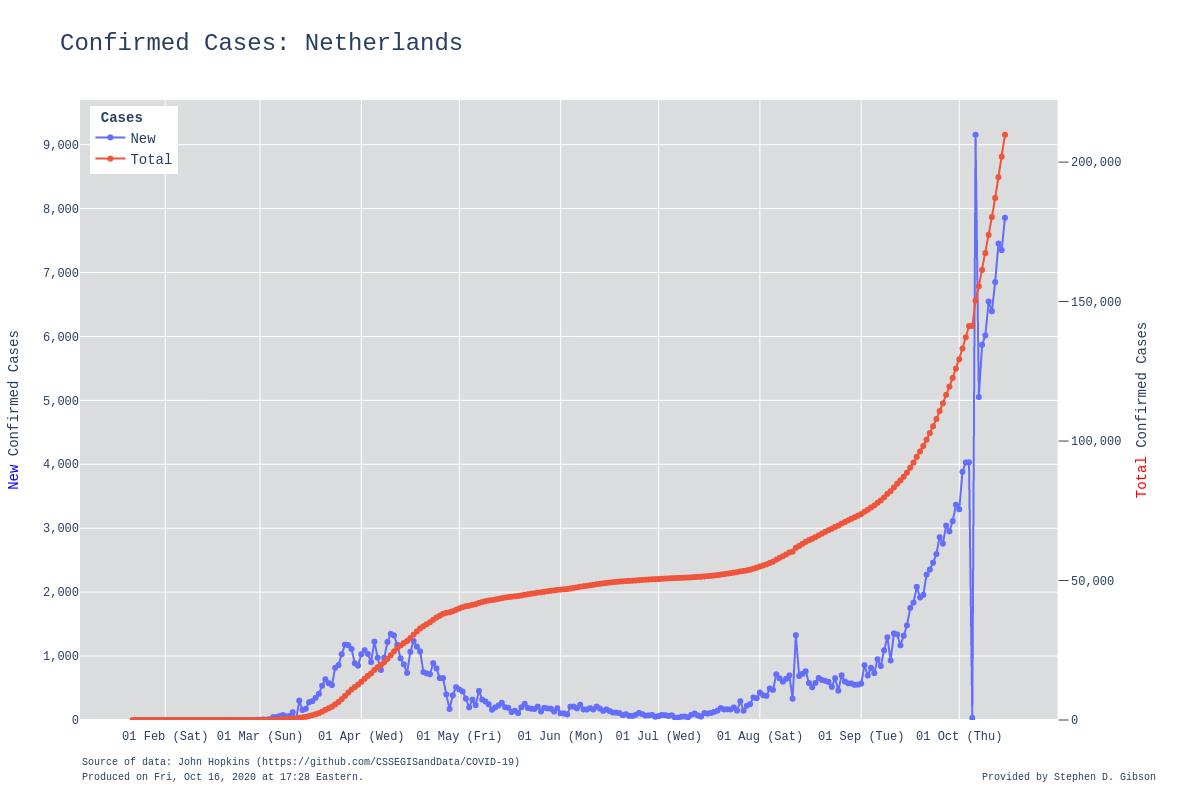 Confirmed Cases: Netherlands
Cases
New
Total
9,000
8,000
7,000
6,000
5,000
4,000
3,000
2,000
1,000
0
New Confirmed Cases
200,000
150,000
100,000
50,000
0
Total Confirmed Cases
01 Feb (Sat) 01 Mar (Sun) 01 Apr (Wed) 01 May (Fri) 01 Jun (Mon) 01 Jul (Wed) 01 Aug (Sat) 01 Sep (Tue) 01 Oct (Thu)
Source of data: John Hopkins (https://github.com/CSSEGISandData/COVID-19)
Produced on Fri, Oct 16, 2020 at 17:28 Eastern.
Provided by Stephen D. Gibson